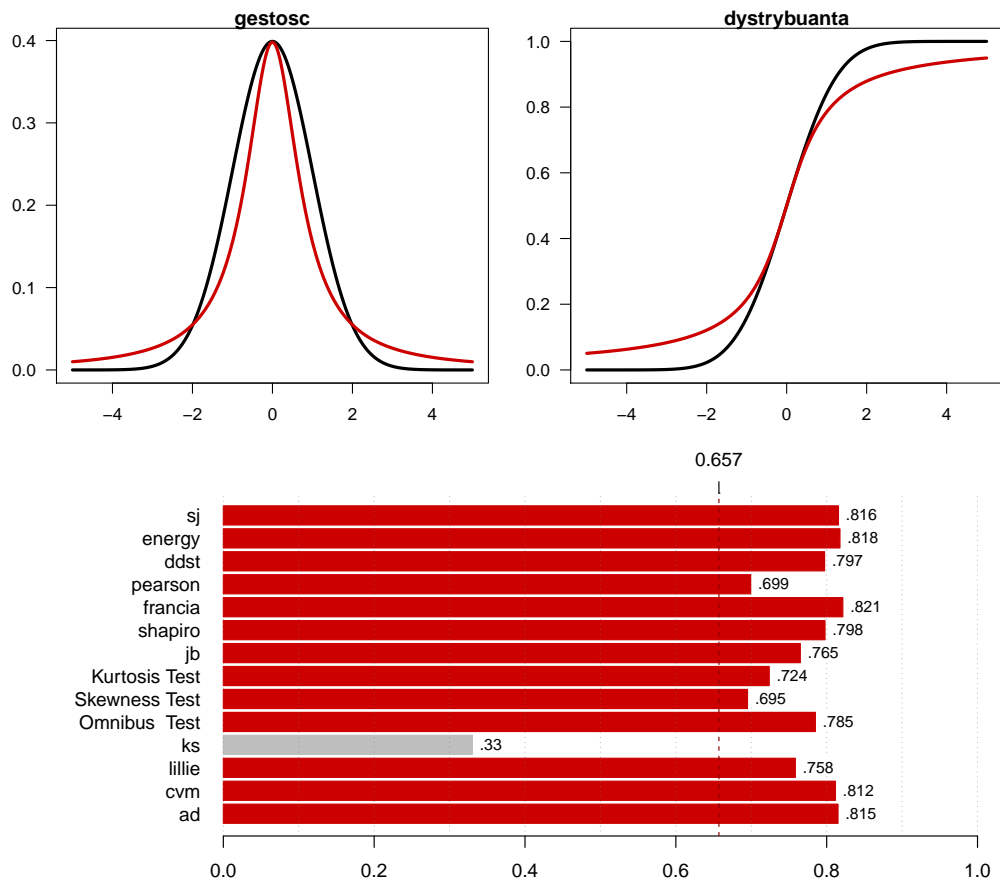 gestosc
dystrybuanta
0.4
0.3
0.2
0.1
0.0
−4 −2 0 2 4
1.0
0.8
0.6
0.4
0.2
0.0
−4 −2 0 2 4
0.657
sj .816
energy .818
ddst .797
pearson .699
francia .821
shapiro .798
jb .765
Kurtosis Test .724
Skewness Test .695
Omnibus  Test .785
ks .33
lillie .758
cvm .812
ad .815
0.0 0.2 0.4 0.6 0.8 1.0